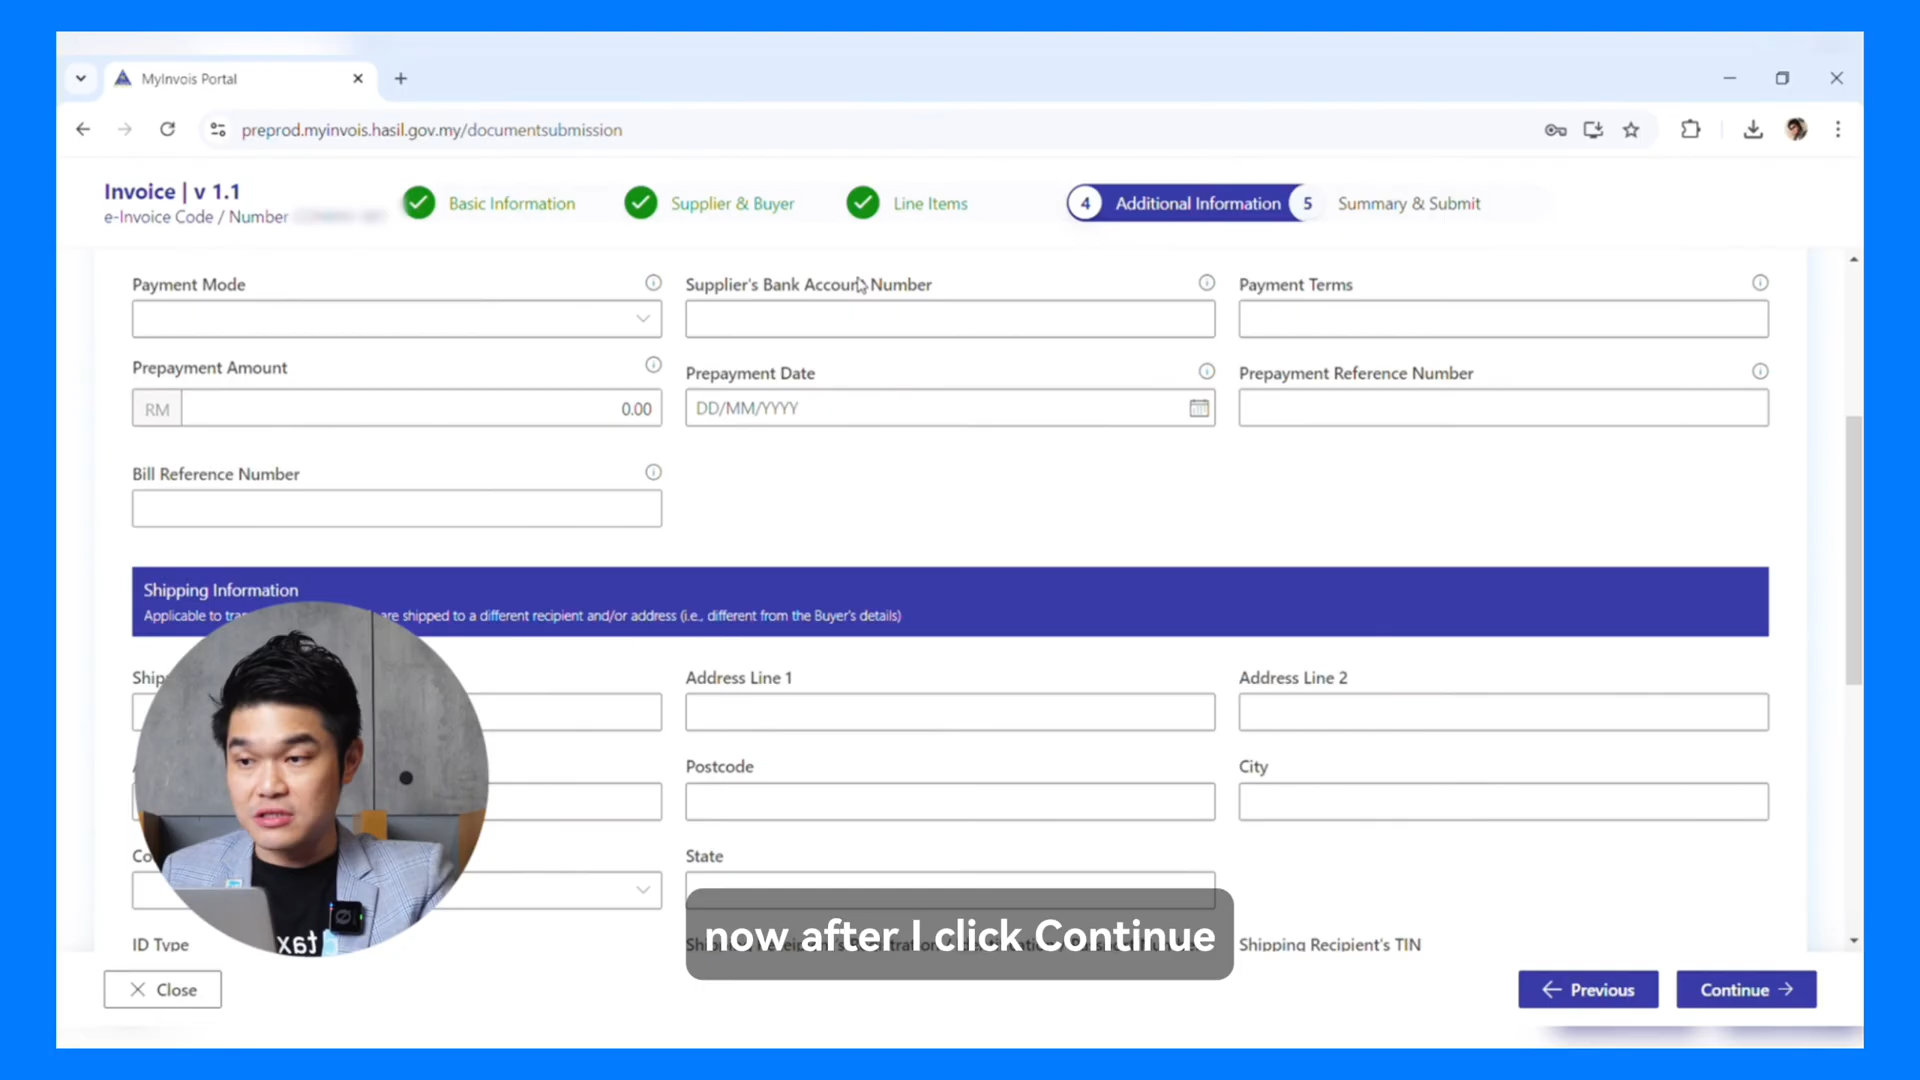 MyInvois Portal
preprod.myinvois.hasil.gov.my/documentsubmission
Invoice | v 1.1
e-Invoice Code / Number
Basic Information
Supplier & Buyer
Line Items
4 Additional Information
5 Summary & Submit
Payment Mode
Supplier's Bank Account Number
Payment Terms
Prepayment Amount
Prepayment Date
Prepayment Reference Number
RM 0.00
DD/MM/YYYY
Bill Reference Number
Shipping Information
Applicable to are shipped to a different recipient and/or address (i.e., different from the Buyer's details)
Address Line 1
Address Line 2
Postcode
City
State
ID Type
Shipping Recipient's TIN
now after I click Continue
tax
Close
Previous
Continue